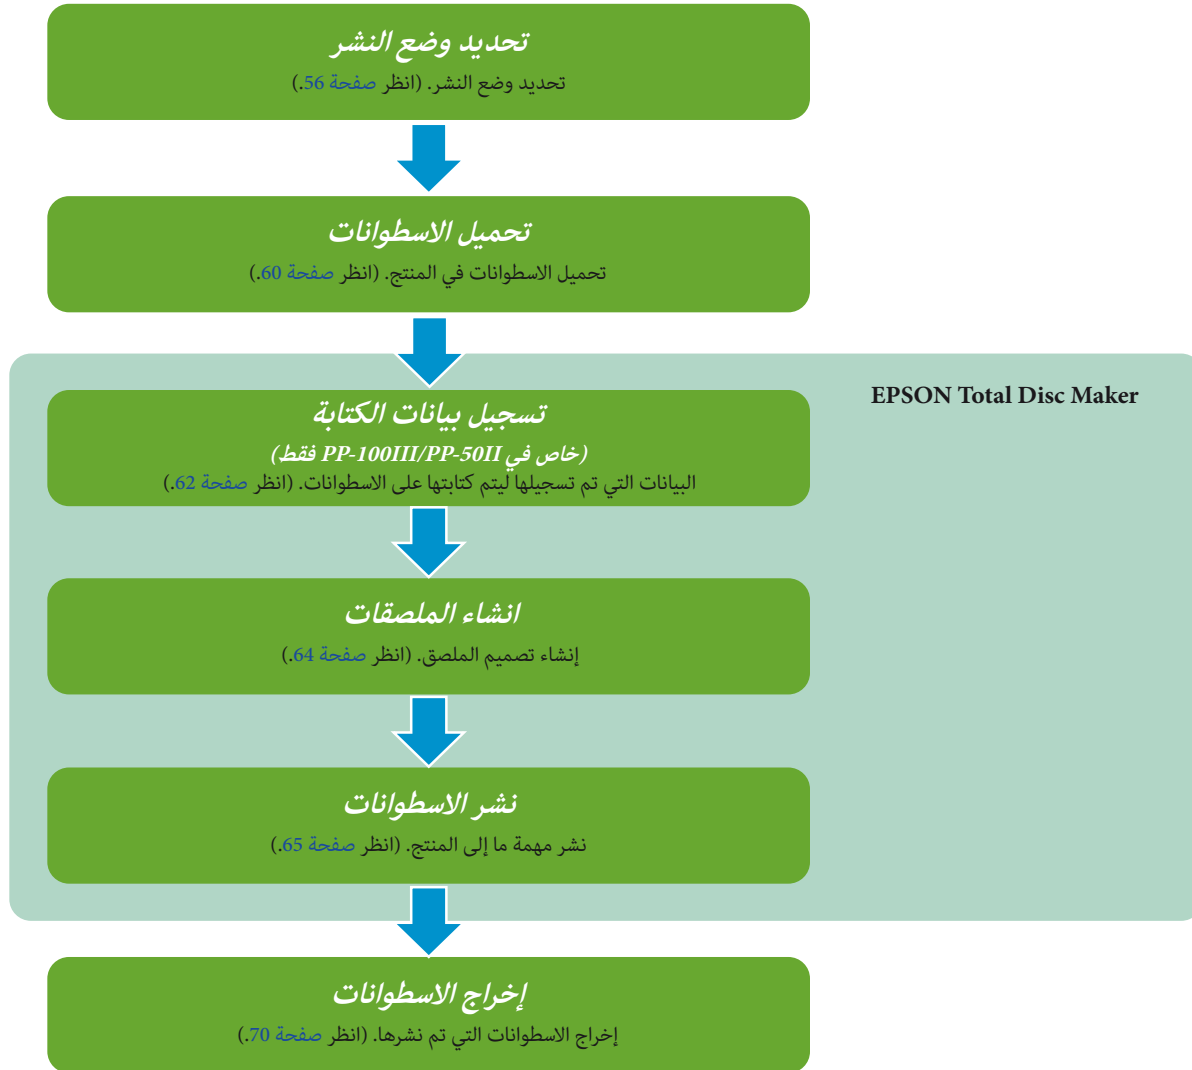 تحديد وضع النشر
تحديد وضع النشر. (انظر صفحة 56.)
تحميل الاسطوانات
تحميل الاسطوانات في المنتج. (انظر صفحة 60.)
EPSON Total Disc Maker
تسجيل بيانات الكتابة
(خاص في PP-100III/PP-50II فقط)
البيانات التي تم تسجيلها ليتم كتابتها على الاسطوانات. (انظر صفحة 62.)
انشاء الملصقات
إنشاء تصميم الملصق. (انظر صفحة 64.)
نشر الاسطوانات
نشر مهمة ما إلى المنتج. (انظر صفحة 65.)
إخراج الاسطوانات
إخراج الاسطوانات التي تم نشرها. (انظر صفحة 70.)